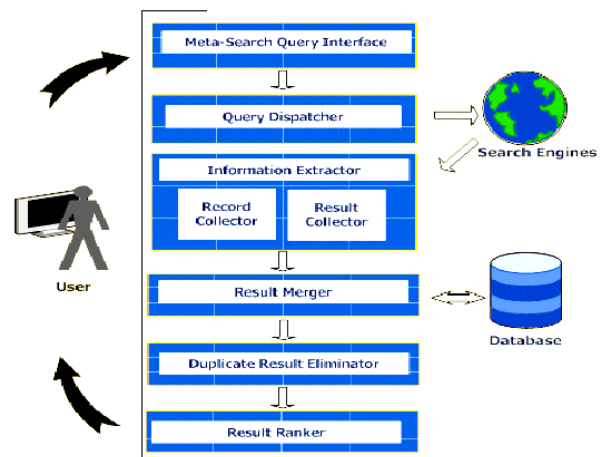 Meta-Search Query Interface
Query Dispatcher
Search Engines
Information Extractor
Record
Collector
Result
Collector
User
Result Merger
Database
Duplicate Result Eliminator
Result Ranker